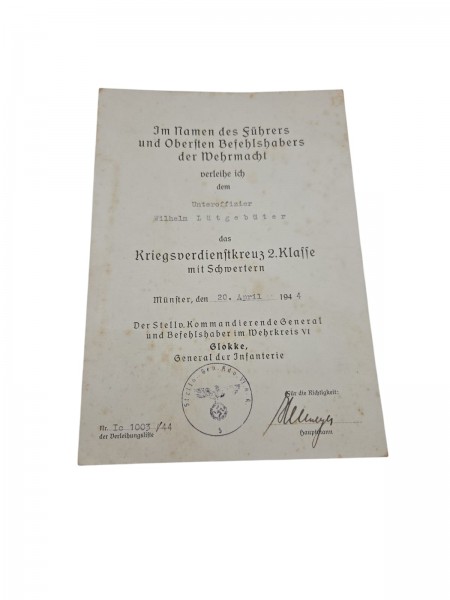 Im Namen des Führers
und Obersten Befehlshabers
der Wehrmacht
verleihe ich
dem
Unteroffizier
Wilhelm Lütgehüter
das
Kriegsverdienstkreuz 2. Klasse
mit Schwertern
Münster, den 20. April 1944
Der Stellv. Kommandierende General
und Befehlshaber im Wehrkreis VI
Glokke,
General der Infanterie
Für die Richtigkeit:
Nr. Ic 1003/44
der Verleihungsliste
Hauptmann